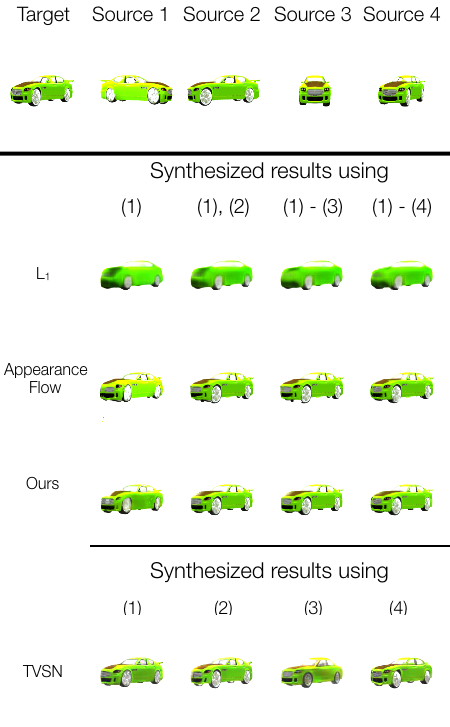 Target Source 1 Source 2 Source 3 Source 4
Synthesized results using
(1) (1), (2) (1) - (3) (1) - (4)
L₁
Appearance
Flow
Ours
Synthesized results using
(1) (2) (3) (4)
TVSN